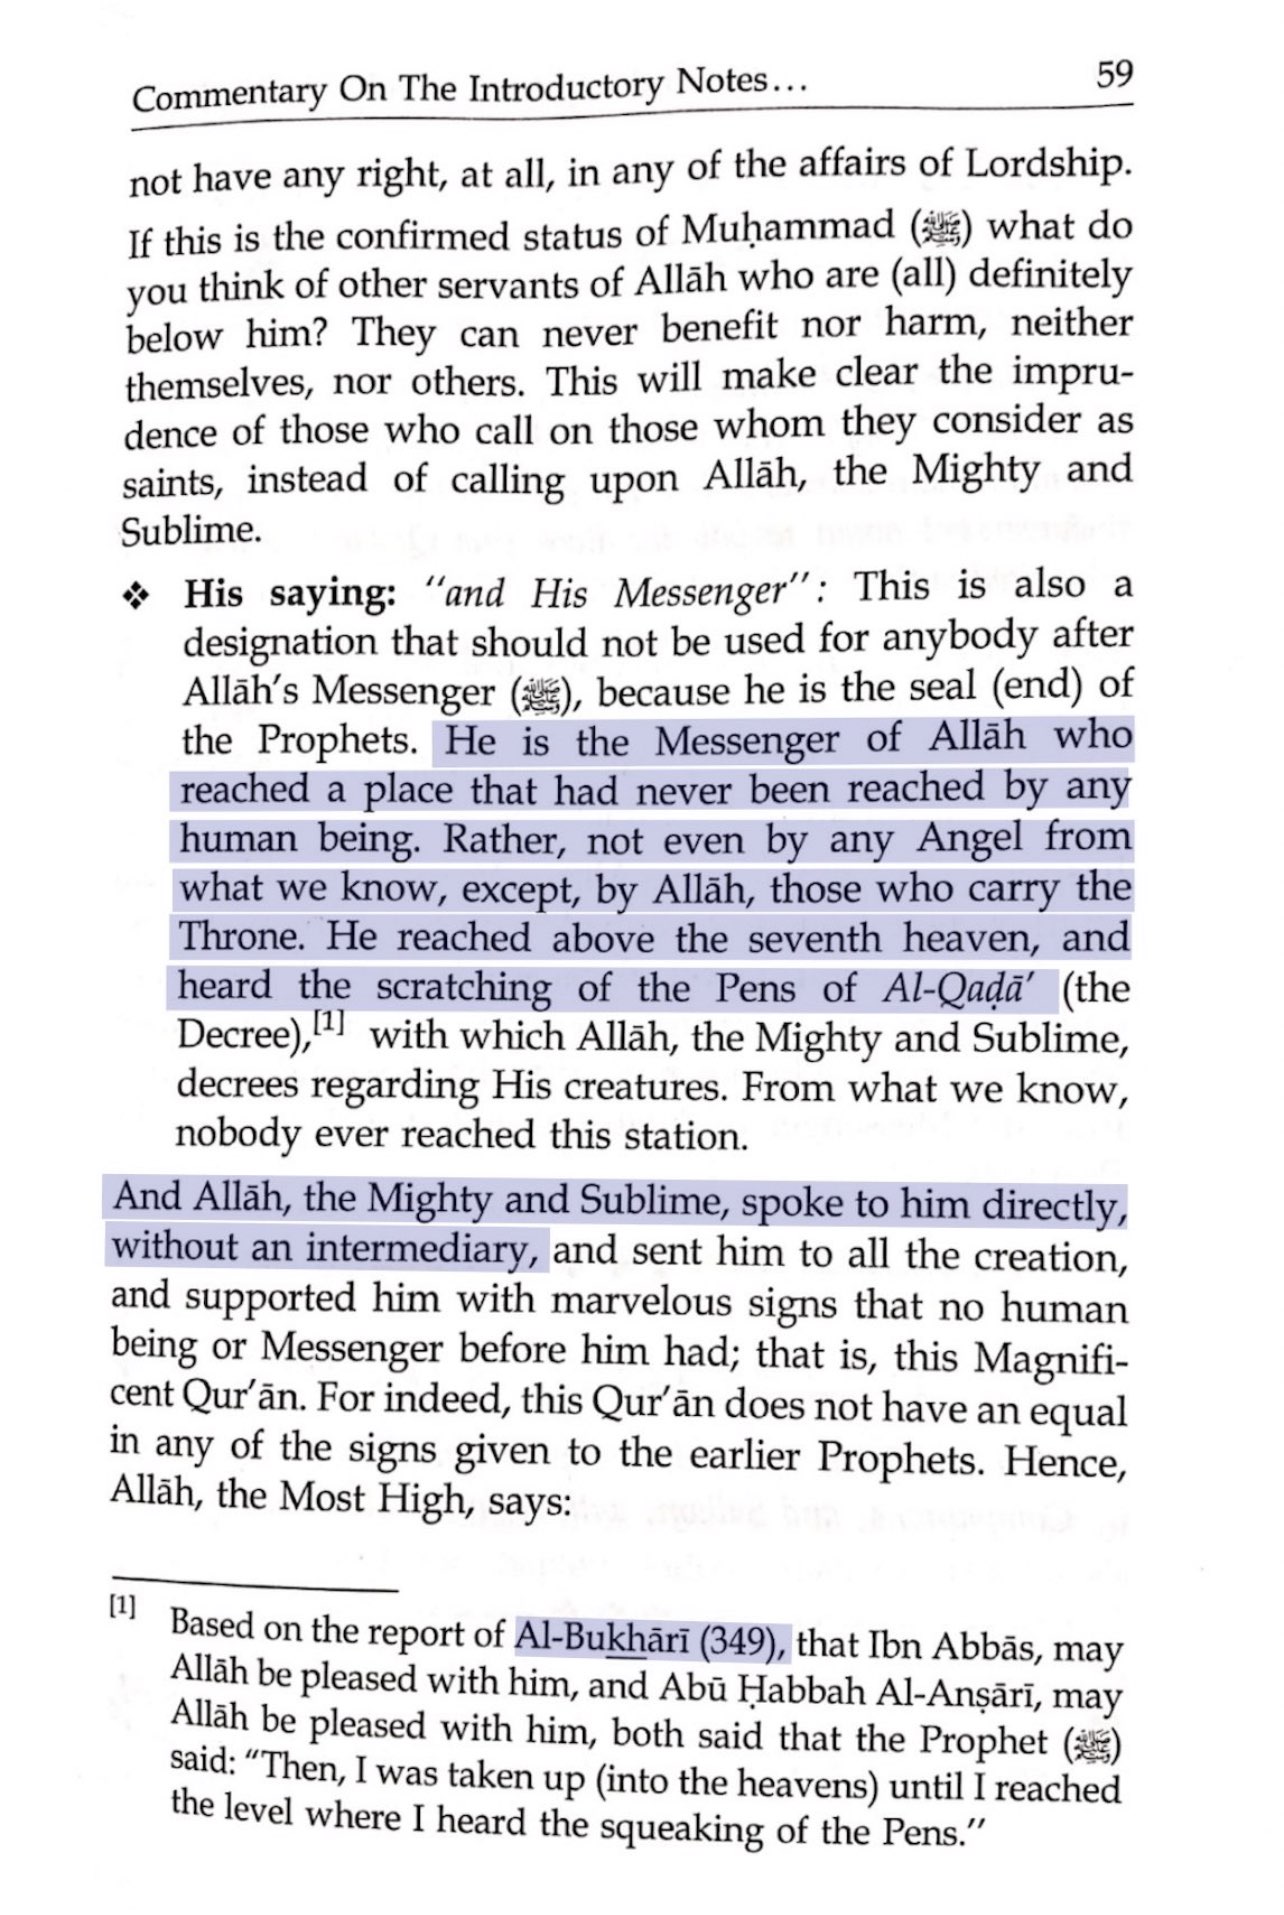 Commentary On The Introductory Notes... 59
not have any right, at all, in any of the affairs of Lordship.
If this is the confirmed status of Muḥammad (ﷺ) what do
you think of other servants of Allāh who are (all) definitely
below him? They can never benefit nor harm, neither
themselves, nor others. This will make clear the impru-
dence of those who call on those whom they consider as
saints, instead of calling upon Allāh, the Mighty and
Sublime.
❖ His saying: "and His Messenger": This is also a
designation that should not be used for anybody after
Allāh's Messenger (ﷺ), because he is the seal (end) of
the Prophets. He is the Messenger of Allāh who
reached a place that had never been reached by any
human being. Rather, not even by any Angel from
what we know, except, by Allāh, those who carry the
Throne. He reached above the seventh heaven, and
heard the scratching of the Pens of Al-Qaḍā' (the
Decree),[1] with which Allāh, the Mighty and Sublime,
decrees regarding His creatures. From what we know,
nobody ever reached this station.
And Allāh, the Mighty and Sublime, spoke to him directly,
without an intermediary, and sent him to all the creation,
and supported him with marvelous signs that no human
being or Messenger before him had; that is, this Magnifi-
cent Qur'ān. For indeed, this Qur'ān does not have an equal
in any of the signs given to the earlier Prophets. Hence,
Allāh, the Most High, says:
[1] Based on the report of Al-Bukhārī (349), that Ibn Abbās, may
Allāh be pleased with him, and Abū Ḥabbah Al-Anṣārī, may
Allāh be pleased with him, both said that the Prophet (ﷺ)
said: "Then, I was taken up (into the heavens) until I reached
the level where I heard the squeaking of the Pens."